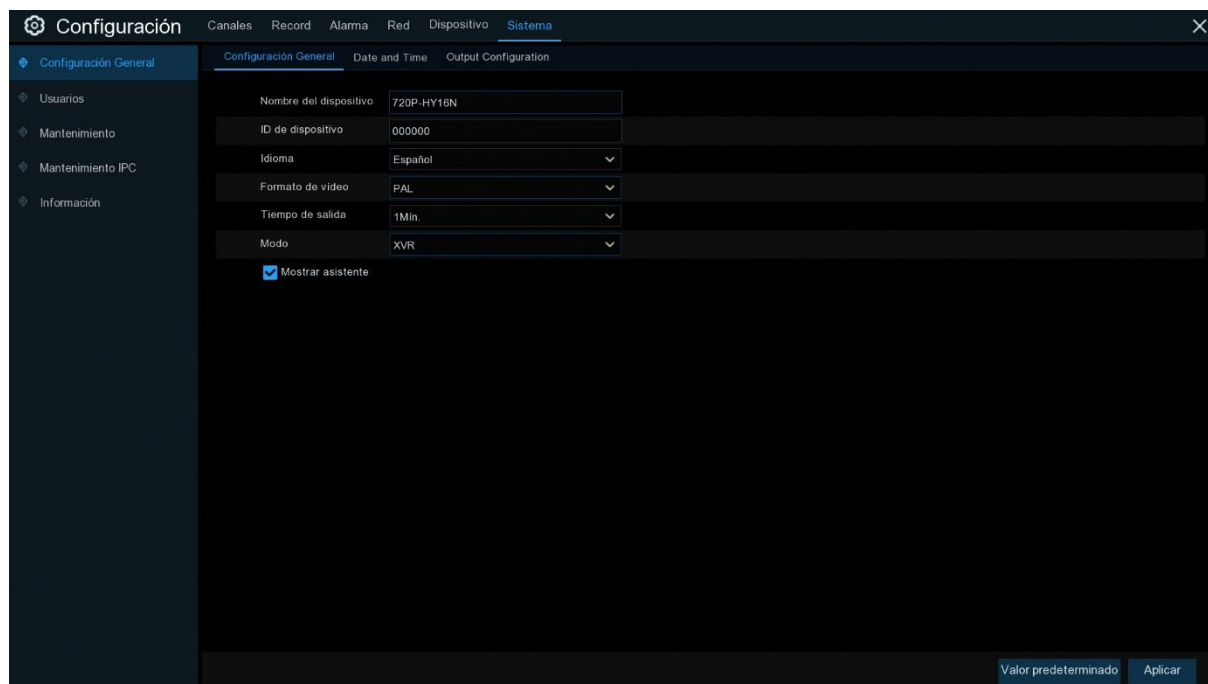 Configuración Canales Record Alarma Red Dispositivo Sistema
Configuración General
Usuarios
Mantenimiento
Mantenimiento IPC
Información
Configuración General Date and Time Output Configuration
Nombre del dispositivo 720P-HY16N
ID de dispositivo 000000
Idioma Español
Formato de vídeo PAL
Tiempo de salida 1Mín.
Modo XVR
Mostrar asistente
Valor predeterminado Aplicar